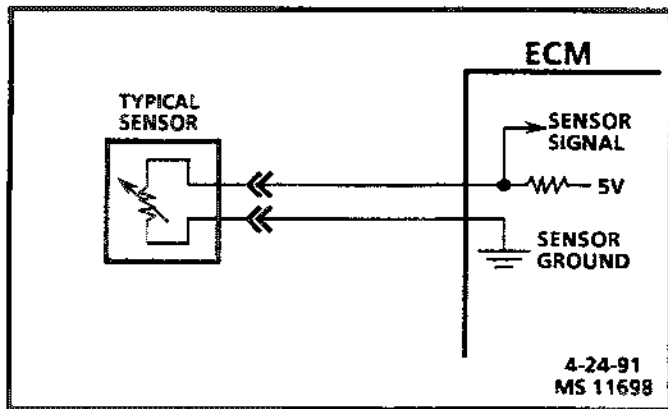 ECM
TYPICAL
SENSOR
SENSOR
SIGNAL
5V
SENSOR
GROUND
4-24-91
MS 11698